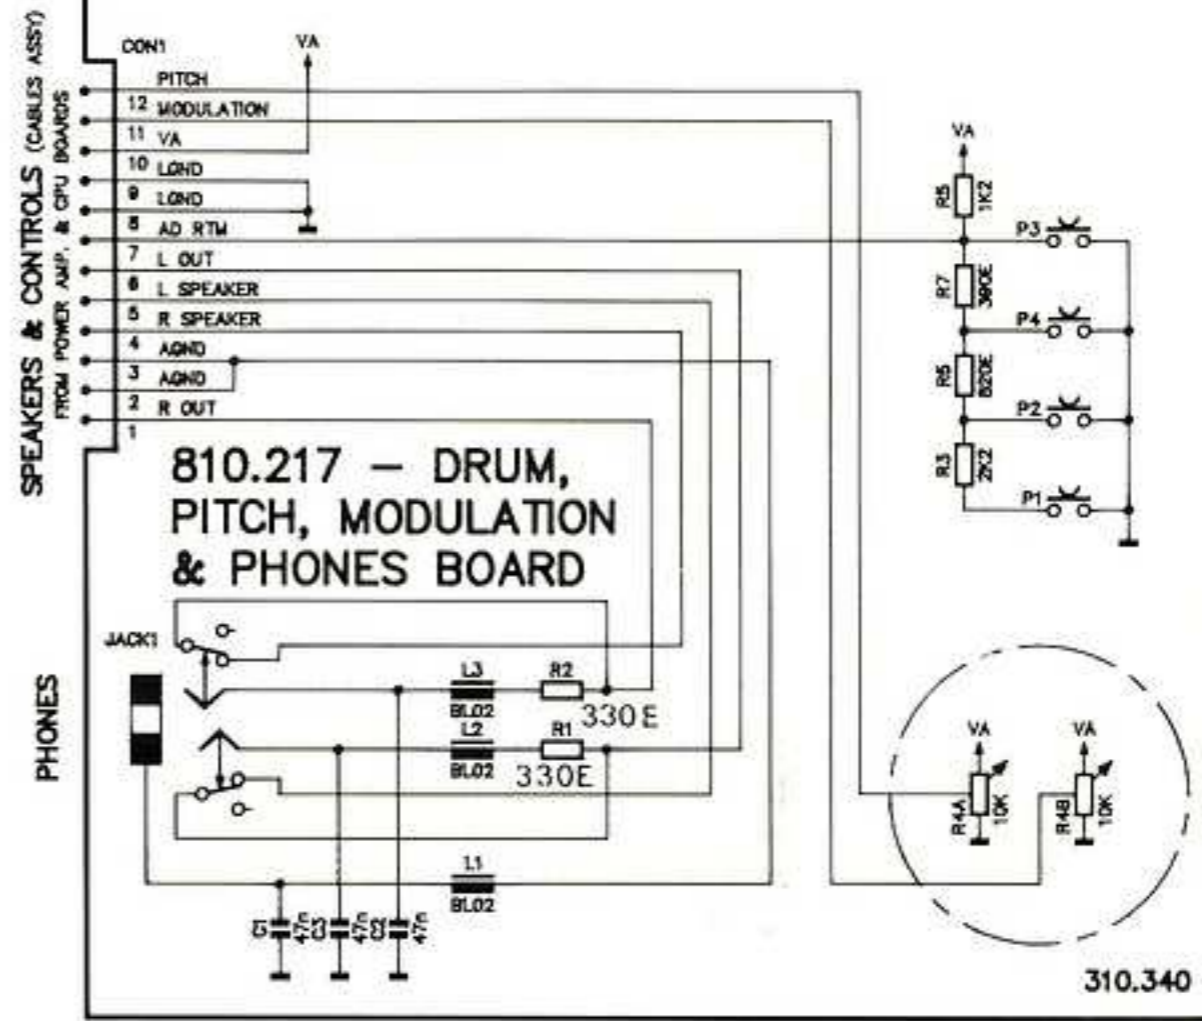 SPEAKERS & CONTROLS (CABLES ASSY)
FROM POWER AMP. & CPU BOARDS
CON1
PITCH
12 MODULATION
11 VA
10 LGND
9 LGND
8 AD RTM
7 L OUT
6 L SPEAKER
5 R SPEAKER
4 AGND
3 AGND
2 R OUT
1
VA
810.217 – DRUM,
PITCH, MODULATION
& PHONES BOARD
VA
R5
1K2
P3
R7
390E
P4
820E
P2
R3
2K2
P1
PHONES
JACK1
L3
BL02
R2
330E
L2
BL02
R1
330E
L1
BL02
C1
47n
C3
47n
C2
47n
VA
R4A
10K
VA
R4B
10K
310.340